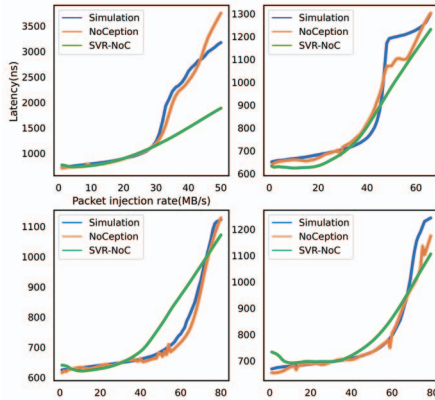 Simulation
NoCeption
SVR-NoC
3500
3000
2500
2000
1500
1000
Latency(ns)
0 10 20 30 40 50
Packet injection rate(MB/s)
Simulation
NoCeption
SVR-NoC
1300
1200
1100
1000
900
800
700
600
0 20 40 60
Simulation
NoCeption
SVR-NoC
1100
1000
900
800
700
600
0 20 40 60 80
Simulation
NoCeption
SVR-NoC
1200
1100
1000
900
800
700
0 20 40 60 80